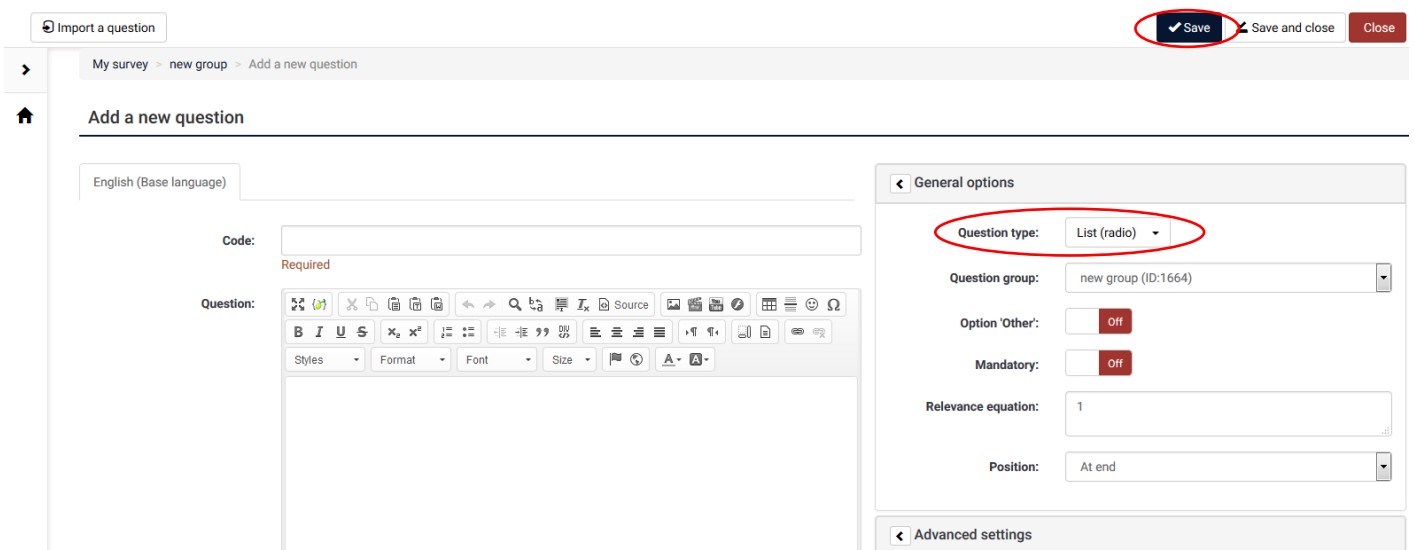 Import a question
Save
Save and close
Close
My survey > new group > Add a new question
Add a new question
English (Base language)
Code:
Required
Question:
Source
Styles
Format
Font
Size
General options
Question type:
List (radio)
Question group:
new group (ID:1664)
Option 'Other':
Off
Mandatory:
Off
Relevance equation:
1
Position:
At end
Advanced settings